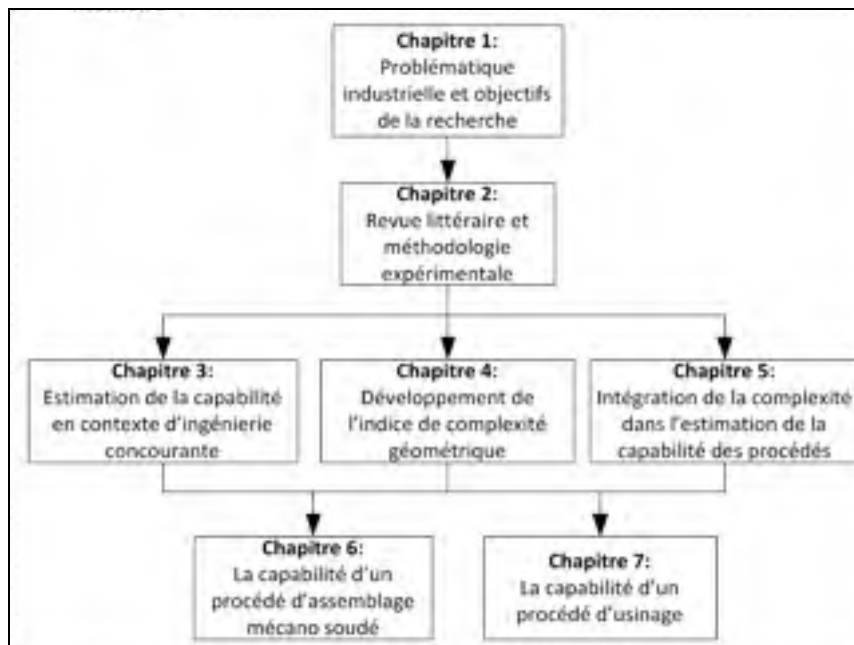 Chapitre 1:
Problématique
industrielle et objectifs
de la recherche
Chapitre 2:
Revue littéraire et
méthodologie
expérimentale
Chapitre 3:
Estimation de la capabilité
en contexte d'ingénierie
concourante
Chapitre 4:
Développement de
l'indice de complexité
géométrique
Chapitre 5:
Intégration de la complexité
dans l'estimation de la
capabilité des procédés
Chapitre 6:
La capabilité d'un
procédé d'assemblage
mécano soudé
Chapitre 7:
La capabilité d'un
procédé d'usinage